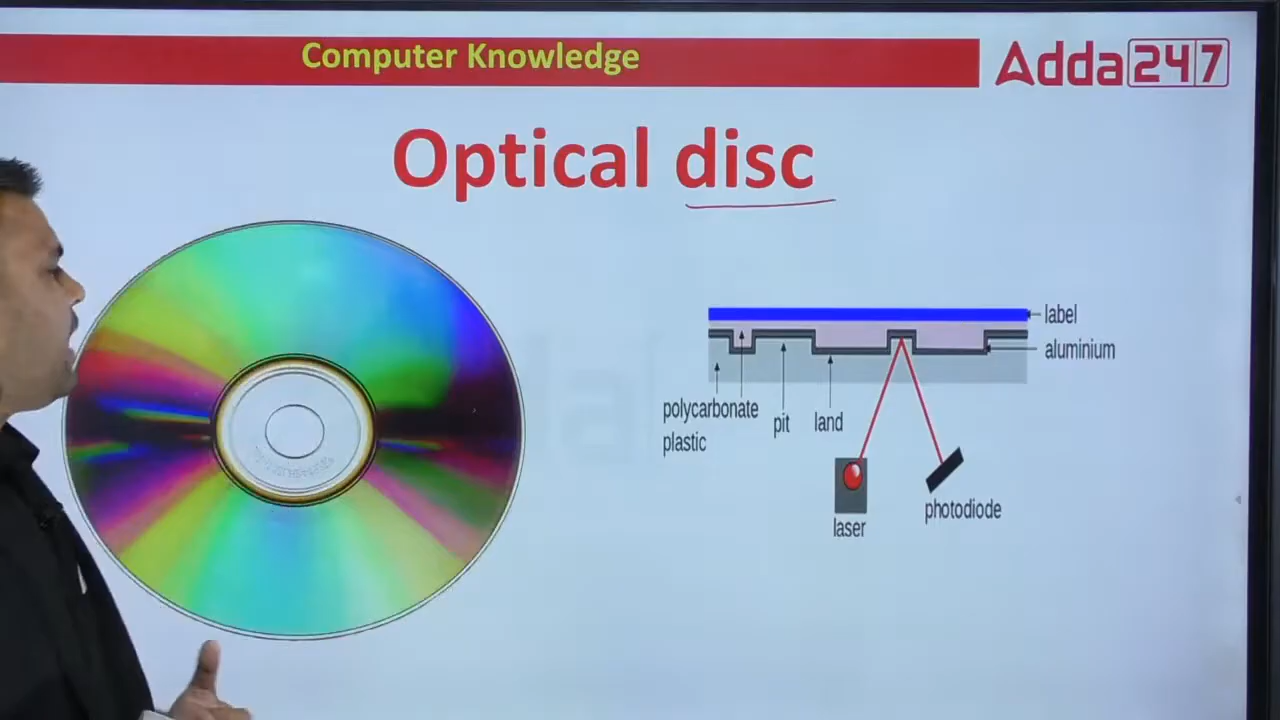 Computer Knowledge
Adda247
Optical disc
label
aluminium
polycarbonate
plastic
pit
land
laser
photodiode